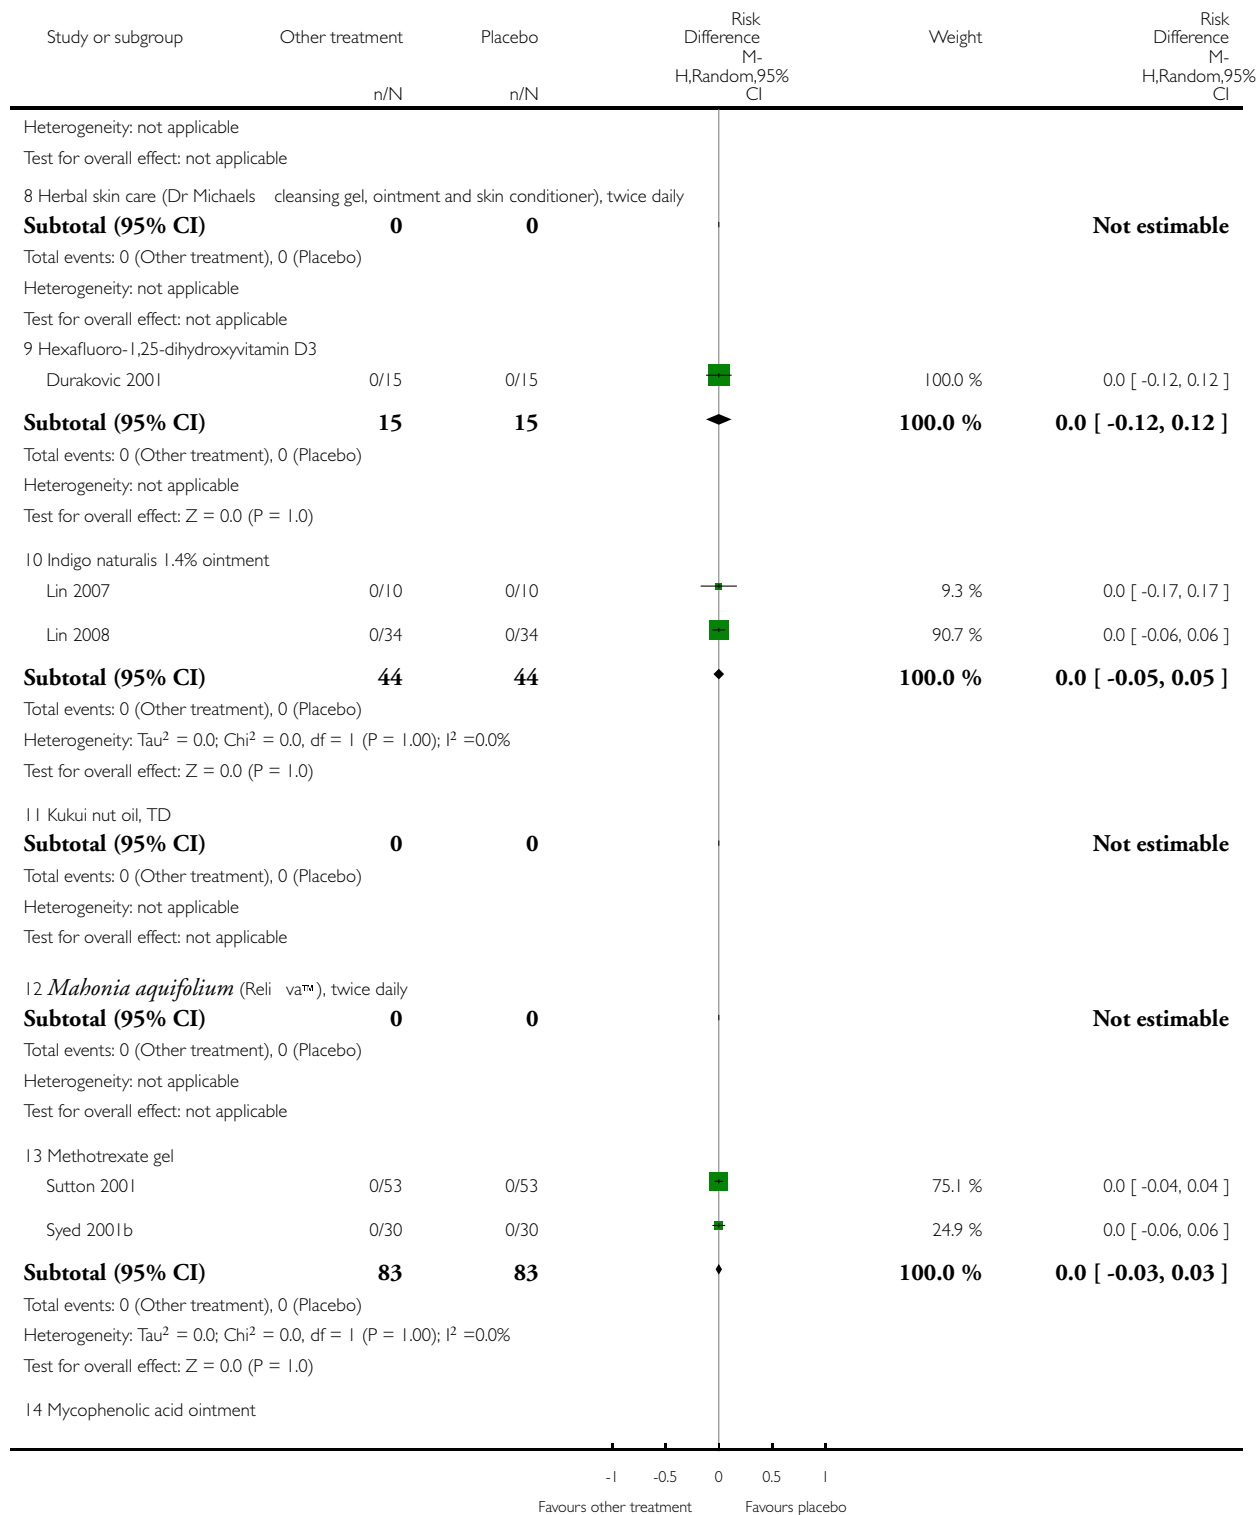 Study or subgroup Other treatment Placebo Risk Difference Weight Risk Difference
n/N n/N M-H,Random,95% CI M-H,Random,95% CI
Heterogeneity: not applicable
Test for overall effect: not applicable
8 Herbal skin care (Dr Michaels cleansing gel, ointment and skin conditioner), twice daily
Subtotal (95% CI) 0 0 Not estimable
Total events: 0 (Other treatment), 0 (Placebo)
Heterogeneity: not applicable
Test for overall effect: not applicable
9 Hexafluoro-1,25-dihydroxyvitamin D3
Durakovic 2001 0/15 0/15 100.0 % 0.0 [ -0.12, 0.12 ]
Subtotal (95% CI) 15 15 100.0 % 0.0 [ -0.12, 0.12 ]
Total events: 0 (Other treatment), 0 (Placebo)
Heterogeneity: not applicable
Test for overall effect: Z = 0.0 (P = 1.0)
10 Indigo naturalis 1.4% ointment
Lin 2007 0/10 0/10 9.3 % 0.0 [ -0.17, 0.17 ]
Lin 2008 0/34 0/34 90.7 % 0.0 [ -0.06, 0.06 ]
Subtotal (95% CI) 44 44 100.0 % 0.0 [ -0.05, 0.05 ]
Total events: 0 (Other treatment), 0 (Placebo)
Heterogeneity: Tau² = 0.0; Chi² = 0.0, df = 1 (P = 1.00); I² =0.0%
Test for overall effect: Z = 0.0 (P = 1.0)
11 Kukui nut oil, TD
Subtotal (95% CI) 0 0 Not estimable
Total events: 0 (Other treatment), 0 (Placebo)
Heterogeneity: not applicable
Test for overall effect: not applicable
12 Mahonia aquifolium (Reli va™), twice daily
Subtotal (95% CI) 0 0 Not estimable
Total events: 0 (Other treatment), 0 (Placebo)
Heterogeneity: not applicable
Test for overall effect: not applicable
13 Methotrexate gel
Sutton 2001 0/53 0/53 75.1 % 0.0 [ -0.04, 0.04 ]
Syed 2001b 0/30 0/30 24.9 % 0.0 [ -0.06, 0.06 ]
Subtotal (95% CI) 83 83 100.0 % 0.0 [ -0.03, 0.03 ]
Total events: 0 (Other treatment), 0 (Placebo)
Heterogeneity: Tau² = 0.0; Chi² = 0.0, df = 1 (P = 1.00); I² =0.0%
Test for overall effect: Z = 0.0 (P = 1.0)
14 Mycophenolic acid ointment
-1 -0.5 0 0.5 1
Favours other treatment Favours placebo